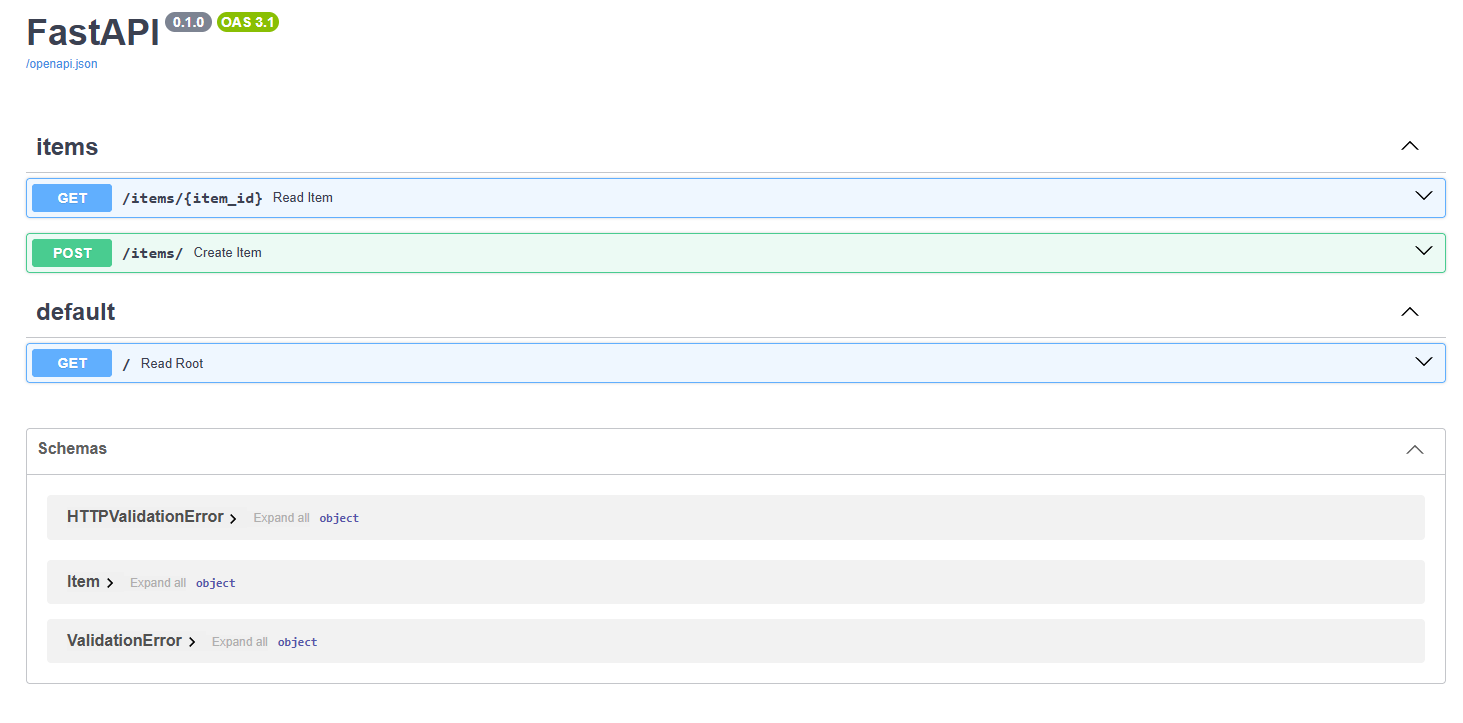 FastAPI 0.1.0 OAS 3.1
/openapi.json
items
GET /items/{item_id} Read Item
POST /items/ Create Item
default
GET / Read Root
Schemas
HTTPValidationError Expand all object
Item Expand all object
ValidationError Expand all object